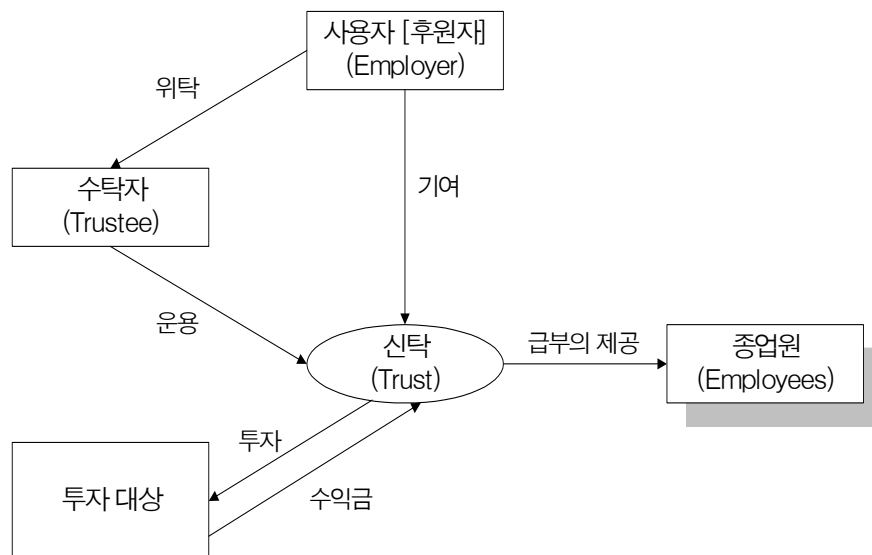 사용자 [후원자]
(Employer)
위탁
수탁자
(Trustee)
기여
운용
신탁
(Trust)
급부의 제공
종업원
(Employees)
투자
투자 대상
수익금